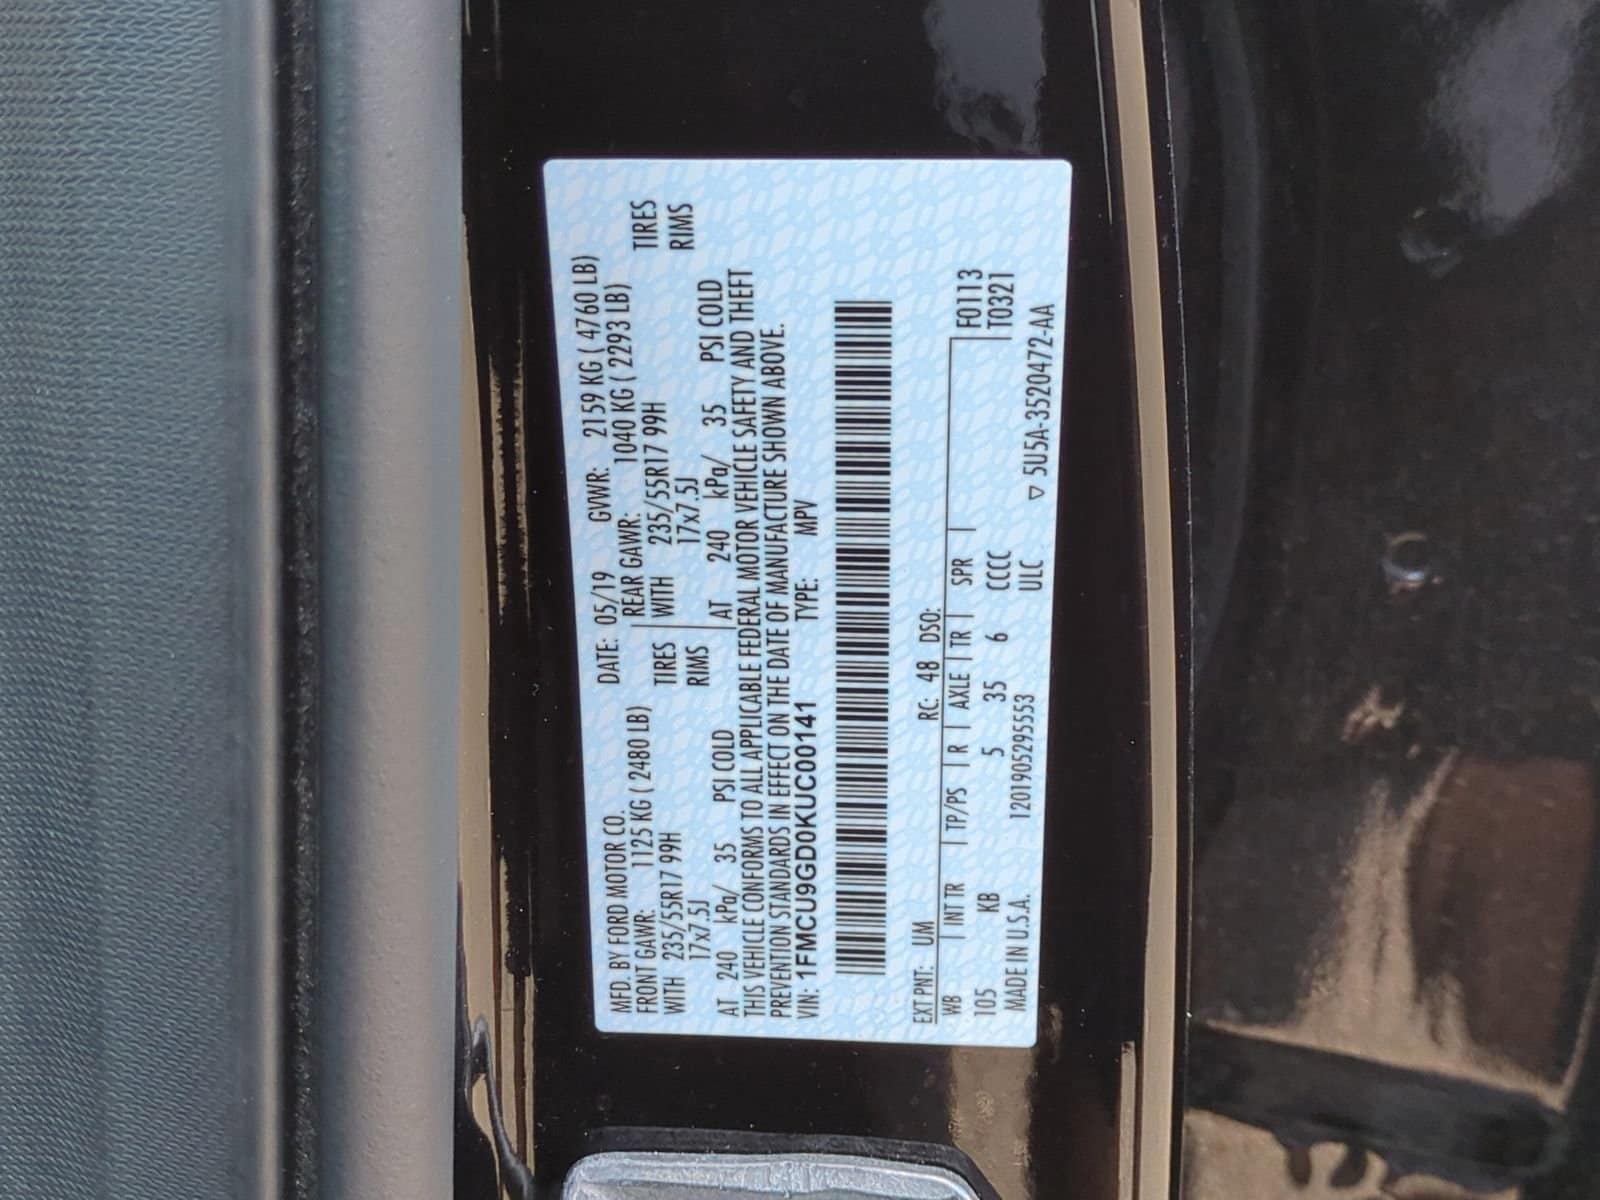 MFD. BY FORD MOTOR CO. DATE: 05/19 GVWR: 2159 KG ( 4760 LB)
FRONT GAWR: 1125 KG ( 2480 LB) REAR GAWR: 1040 KG ( 2293 LB)
WITH 235/55R17 99H TIRES WITH 235/55R17 99H TIRES
17x7.5J RIMS 17x7.5J RIMS
AT 240 kPa/ 35 PSI COLD AT 240 kPa/ 35 PSI COLD
THIS VEHICLE CONFORMS TO ALL APPLICABLE FEDERAL MOTOR VEHICLE SAFETY AND THEFT
PREVENTION STANDARDS IN EFFECT ON THE DATE OF MANUFACTURE SHOWN ABOVE.
VIN: 1FMCU9GD0KUC00141 TYPE: MPV
EXT PNT: UM RC: 48 DSO:
WB INT TR TP/PS R AXLE TR SPR F0113
105 KB 5 35 6 CCCC T0321
MADE IN U.S.A. 1201905295553 ULC
▽ 5U5A-3520472-AA